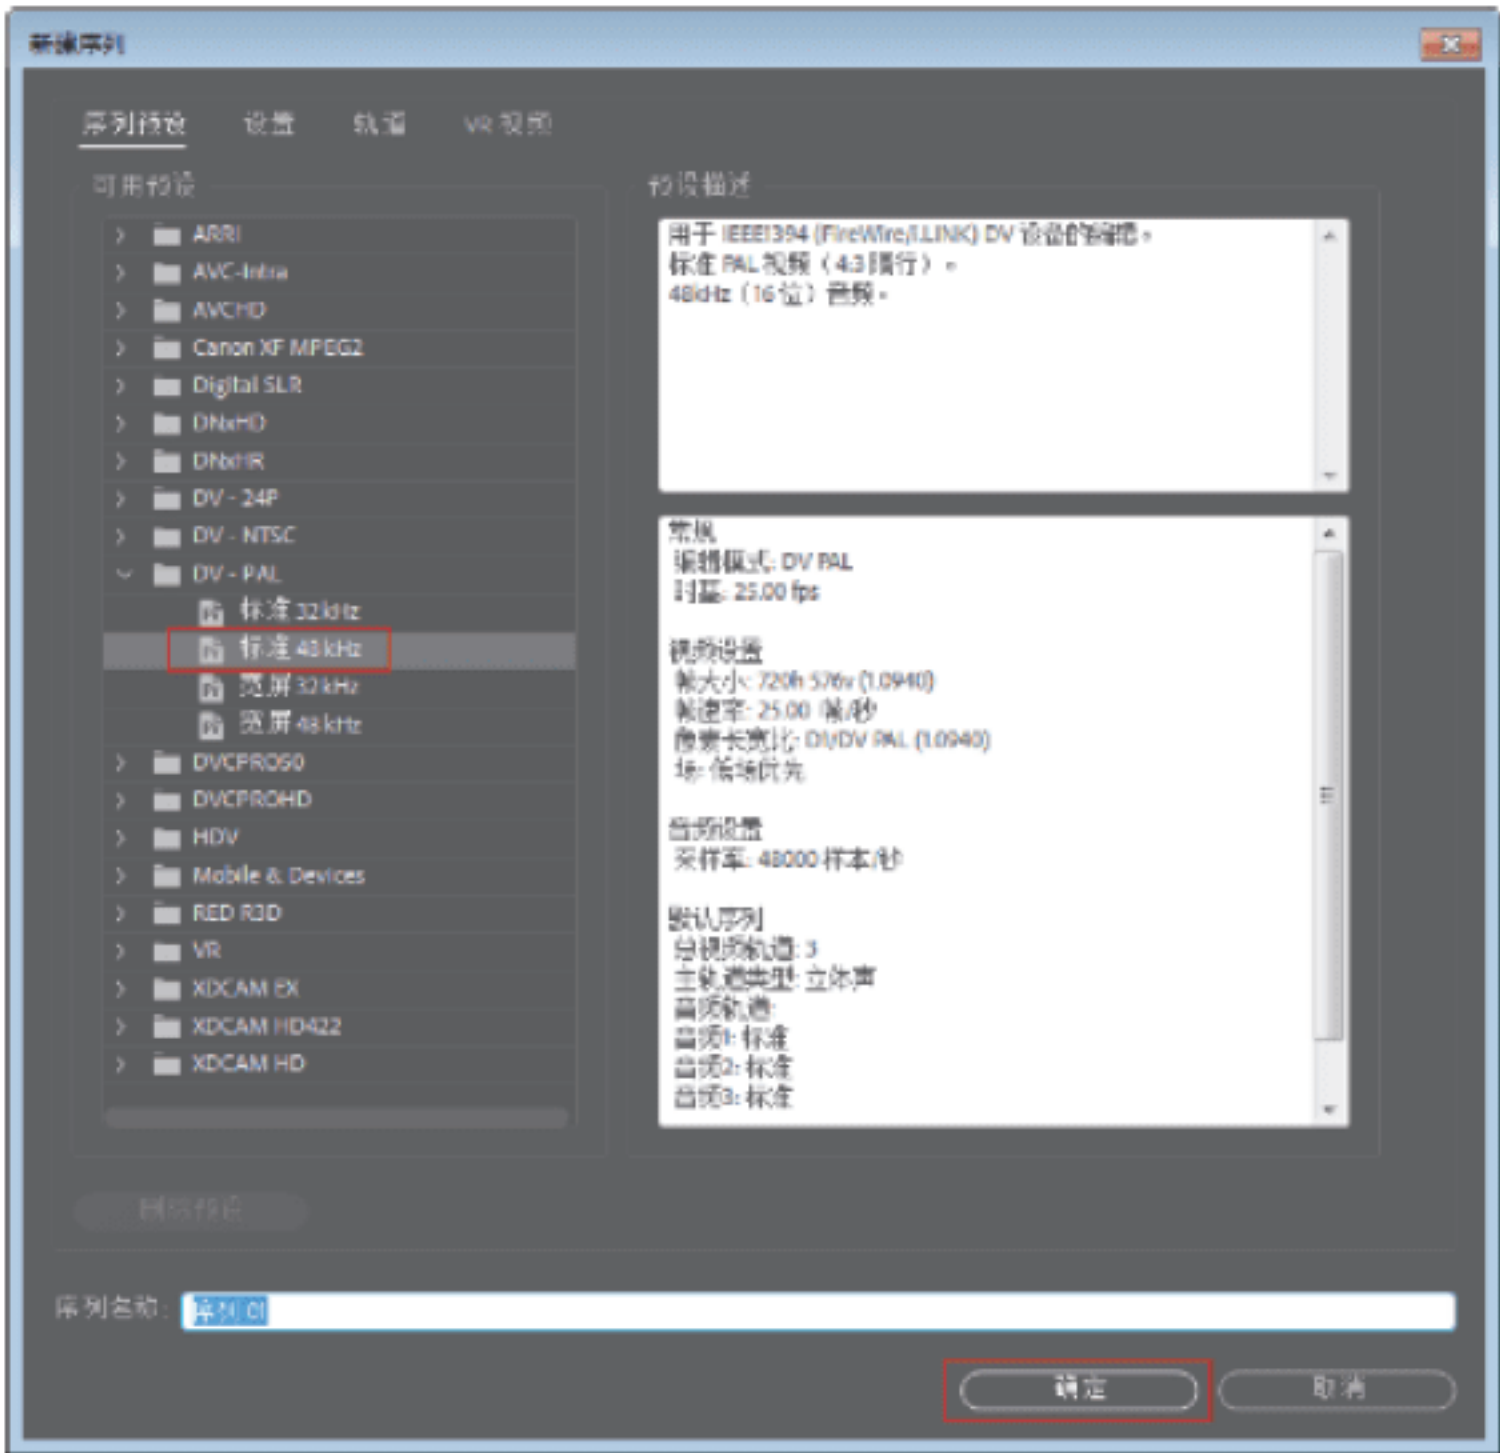 新建序列
序列预设 设置 轨道 VR 视频
可用预设
ARRI
AVC-Intra
AVCHD
Canon XF MPEG2
Digital SLR
DNxHD
DNxHR
DV - 24P
DV - NTSC
DV - PAL
标准 32kHz
标准 48kHz
宽屏 32kHz
宽屏 48kHz
DVCPRO50
DVCPROHD
HDV
Mobile & Devices
RED R3D
VR
XDCAM EX
XDCAM HD422
XDCAM HD
预设描述
用于 IEEE1394 (FireWire/i.LINK) DV 设备的编辑。
标准 PAL 视频（4:3 隔行）。
48kHz（16 位）音频。
常规
编辑模式: DV PAL
时基: 25.00 fps
视频设置
帧大小: 720h 576v (1.0940)
帧速率: 25.00 帧/秒
像素长宽比: D1/DV PAL (1.0940)
场: 低场优先
音频设置
采样率: 48000 样本/秒
默认序列
总视频轨道: 3
主轨道类型: 立体声
音频轨道:
音频1: 标准
音频2: 标准
音频3: 标准
删除预设
序列名称: 序列 01
确定 取消